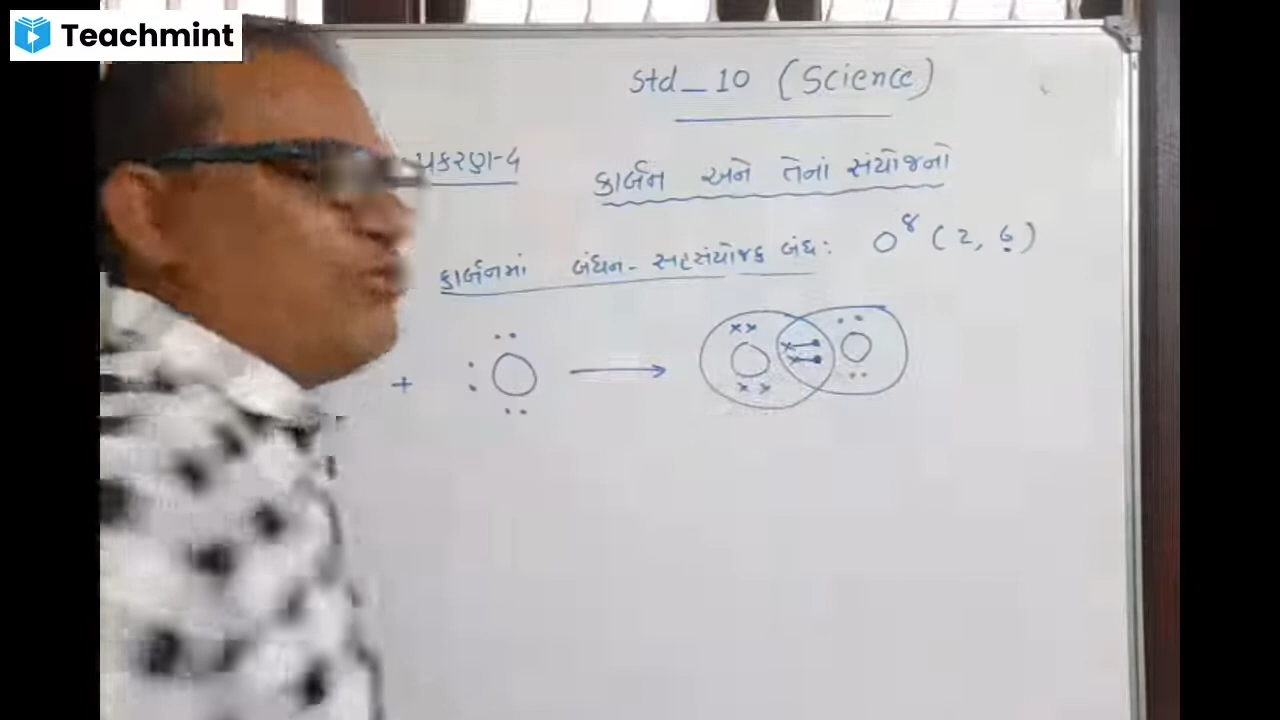 Teachmint
Std_10 (Science)
પ્રકરણ-4
કાર્બન અને તેનાં સંયોજનો
કાર્બનમાં બંધન- સહસંયોજક બંધ: O⁸ (2, 6)
+ O → O O